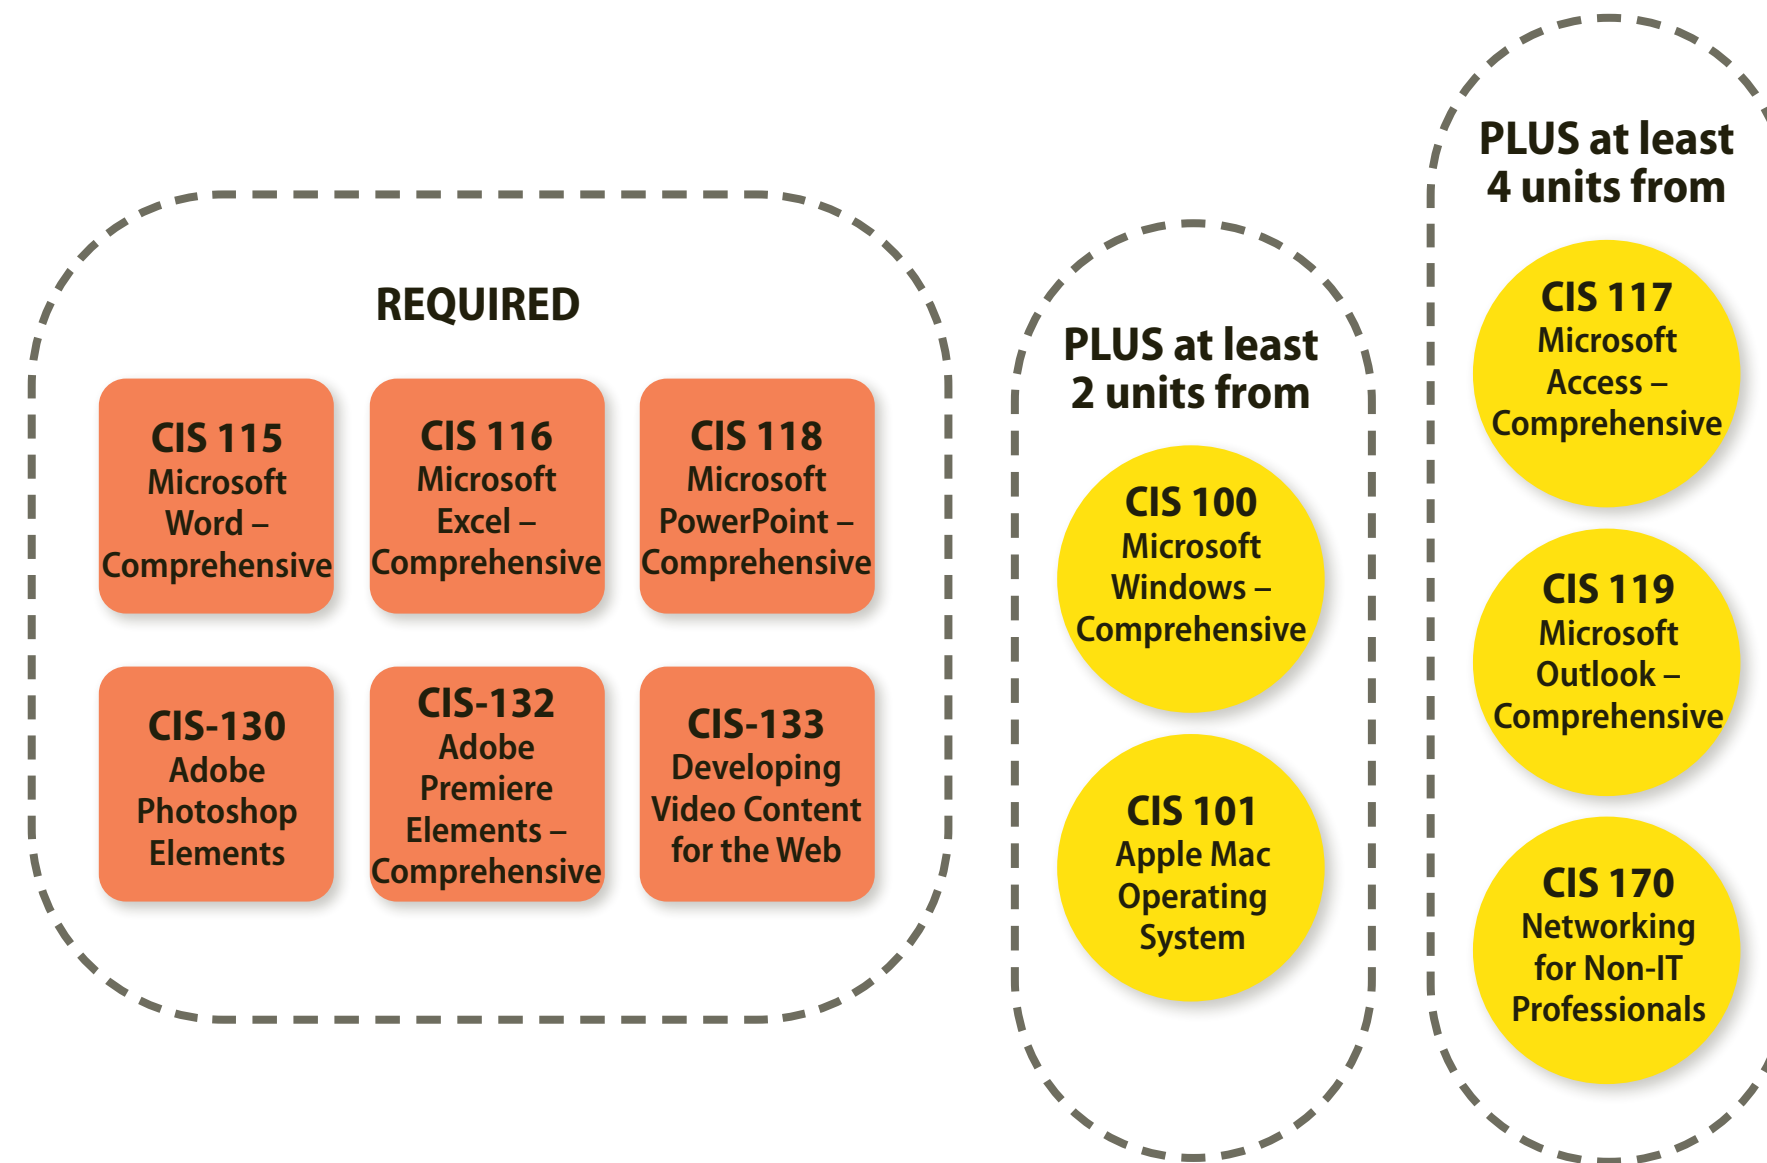 REQUIRED
CIS 115
Microsoft
Word –
Comprehensive
CIS 116
Microsoft
Excel –
Comprehensive
CIS 118
Microsoft
PowerPoint –
Comprehensive
CIS-130
Adobe
Photoshop
Elements
CIS-132
Adobe
Premiere
Elements –
Comprehensive
CIS-133
Developing
Video Content
for the Web
PLUS at least
2 units from
CIS 100
Microsoft
Windows –
Comprehensive
CIS 101
Apple Mac
Operating
System
PLUS at least
4 units from
CIS 117
Microsoft
Access –
Comprehensive
CIS 119
Microsoft
Outlook –
Comprehensive
CIS 170
Networking
for Non-IT
Professionals